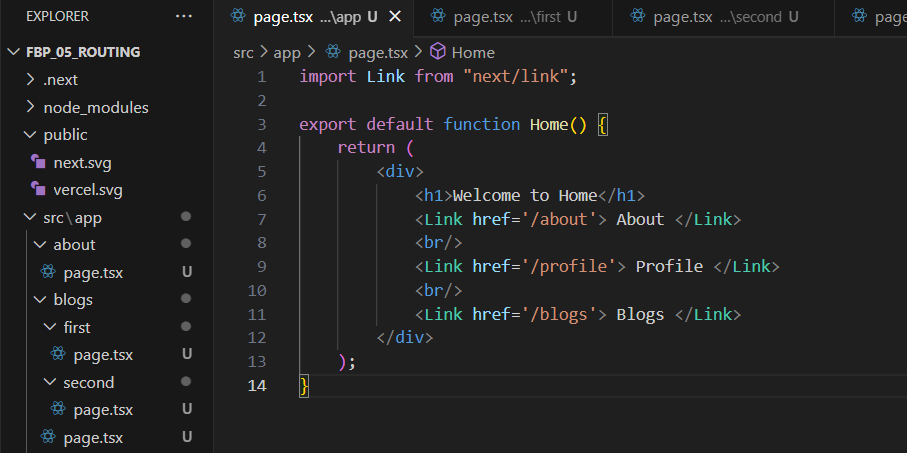 EXPLORER ...
FBP_05_ROUTING
.next
node_modules
public
next.svg
vercel.svg
src\app
about
page.tsx U
blogs
first
page.tsx U
second
page.tsx U
page.tsx U
page.tsx ...\app U page.tsx ...\first U page.tsx ...\second U page
src > app > page.tsx > Home
1 import Link from "next/link";
2
3 export default function Home() {
4 return (
5 <div>
6 <h1>Welcome to Home</h1>
7 <Link href='/about'> About </Link>
8 <br/>
9 <Link href='/profile'> Profile </Link>
10 <br/>
11 <Link href='/blogs'> Blogs </Link>
12 </div>
13 );
14 }